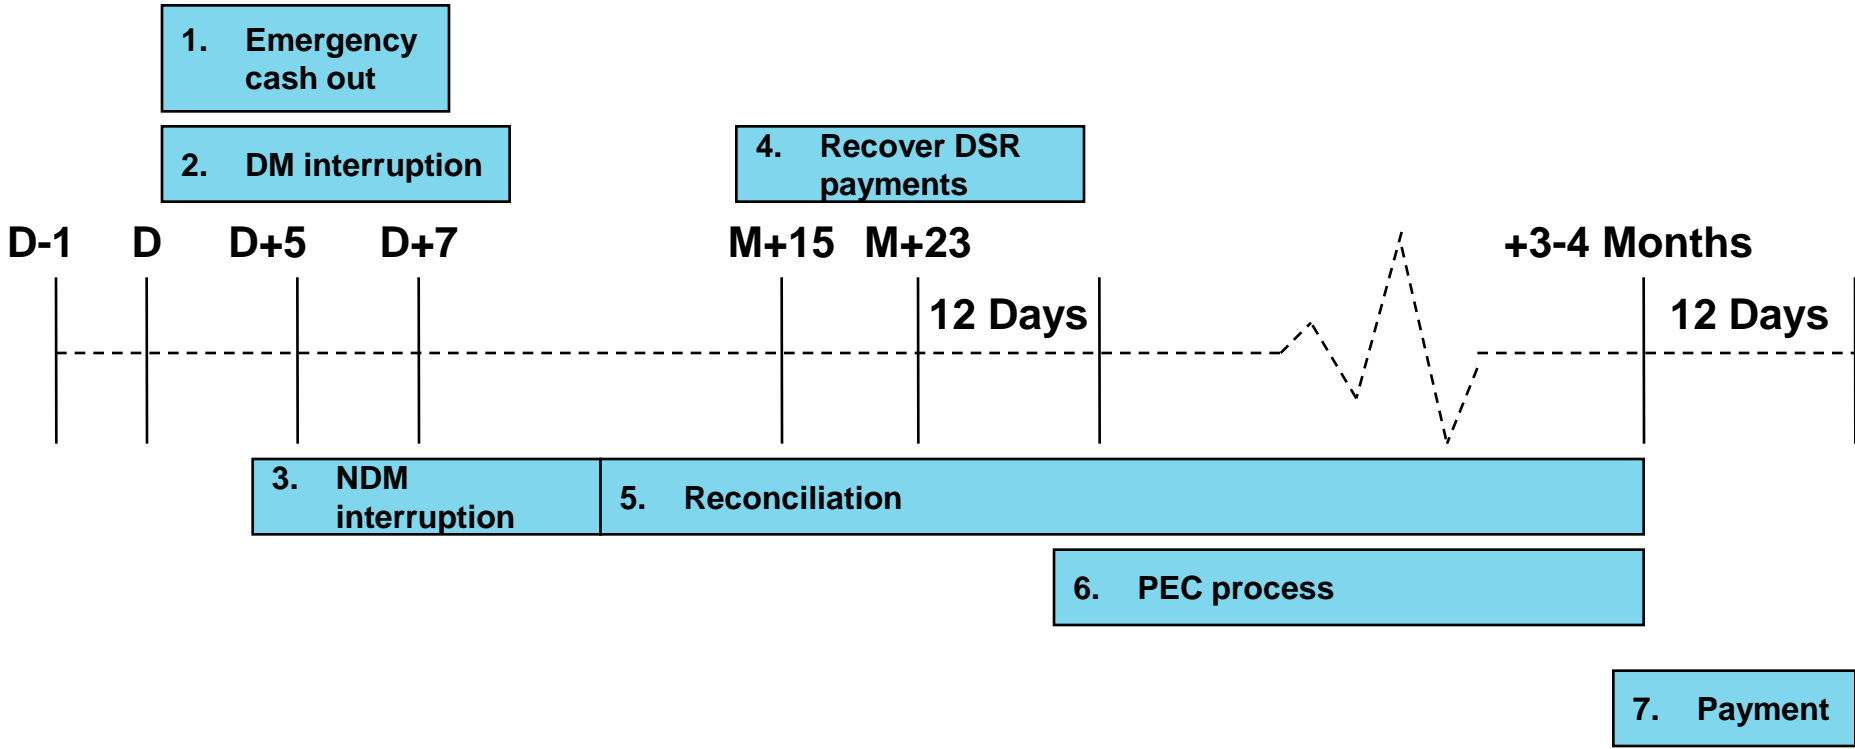 1. Emergency
cash out
2. DM interruption
4. Recover DSR
payments
D-1 D D+5 D+7 M+15 M+23 +3-4 Months
12 Days 12 Days
3. NDM
interruption
5. Reconciliation
6. PEC process
7. Payment